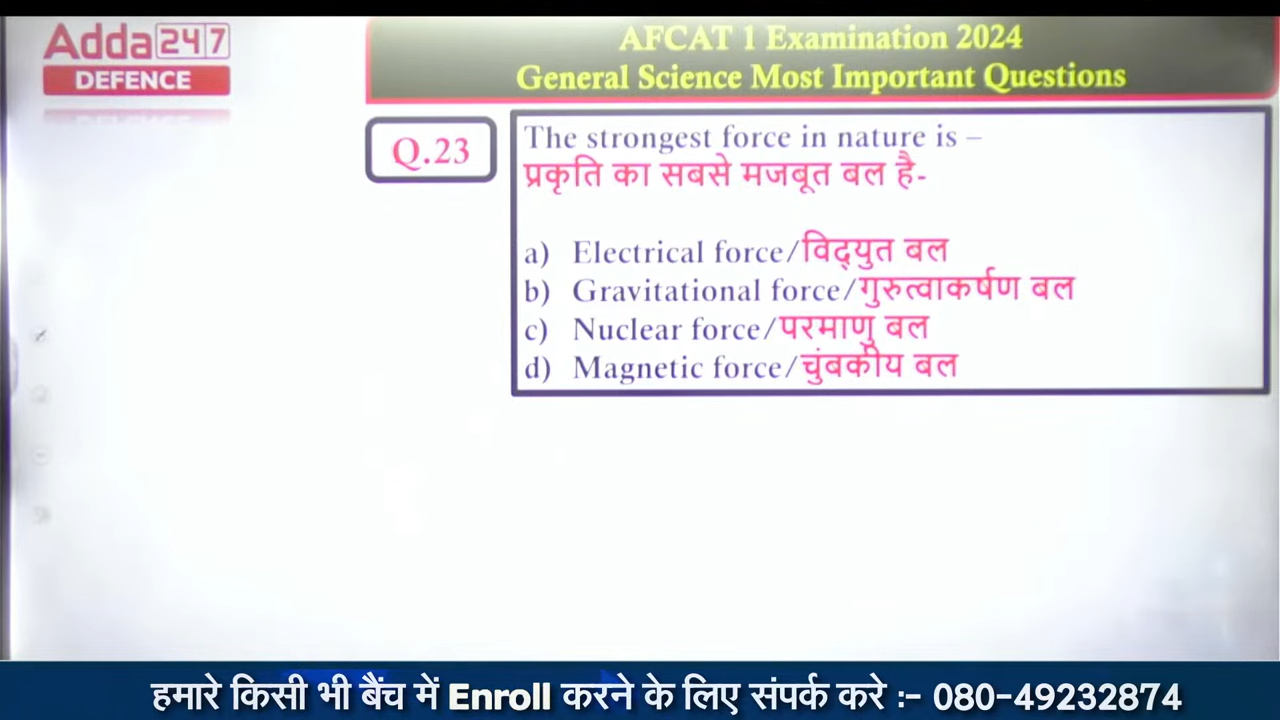 Adda247
DEFENCE
AFCAT 1 Examination 2024
General Science Most Important Questions
Q.23
The strongest force in nature is –
प्रकृति का सबसे मजबूत बल है-
a) Electrical force/विद्युत बल
b) Gravitational force/गुरुत्वाकर्षण बल
c) Nuclear force/परमाणु बल
d) Magnetic force/चुंबकीय बल
हमारे किसी भी बैंच में Enroll करने के लिए संपर्क करे :- 080-49232874